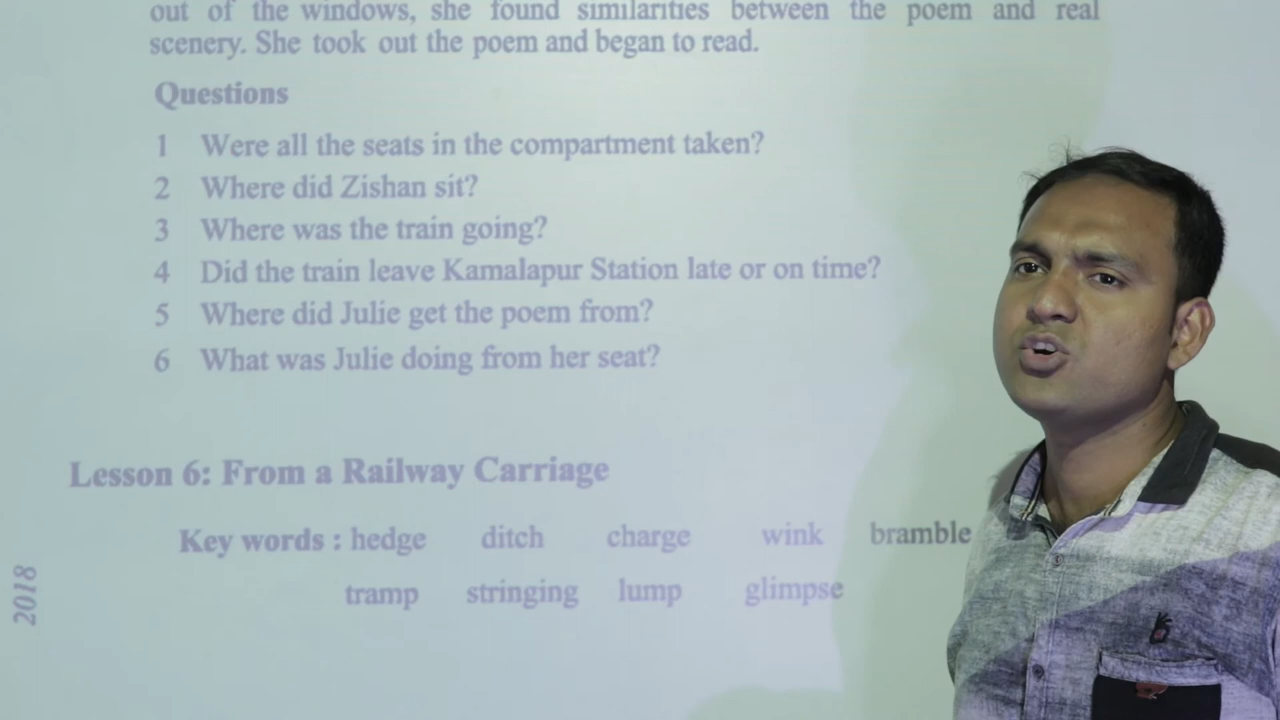 out of the windows, she found similarities between the poem and real
scenery. She took out the poem and began to read.
Questions
1 Were all the seats in the compartment taken?
2 Where did Zishan sit?
3 Where was the train going?
4 Did the train leave Kamalapur Station late or on time?
5 Where did Julie get the poem from?
6 What was Julie doing from her seat?
Lesson 6: From a Railway Carriage
Key words : hedge ditch charge wink bramble
tramp stringing lump glimpse
2018